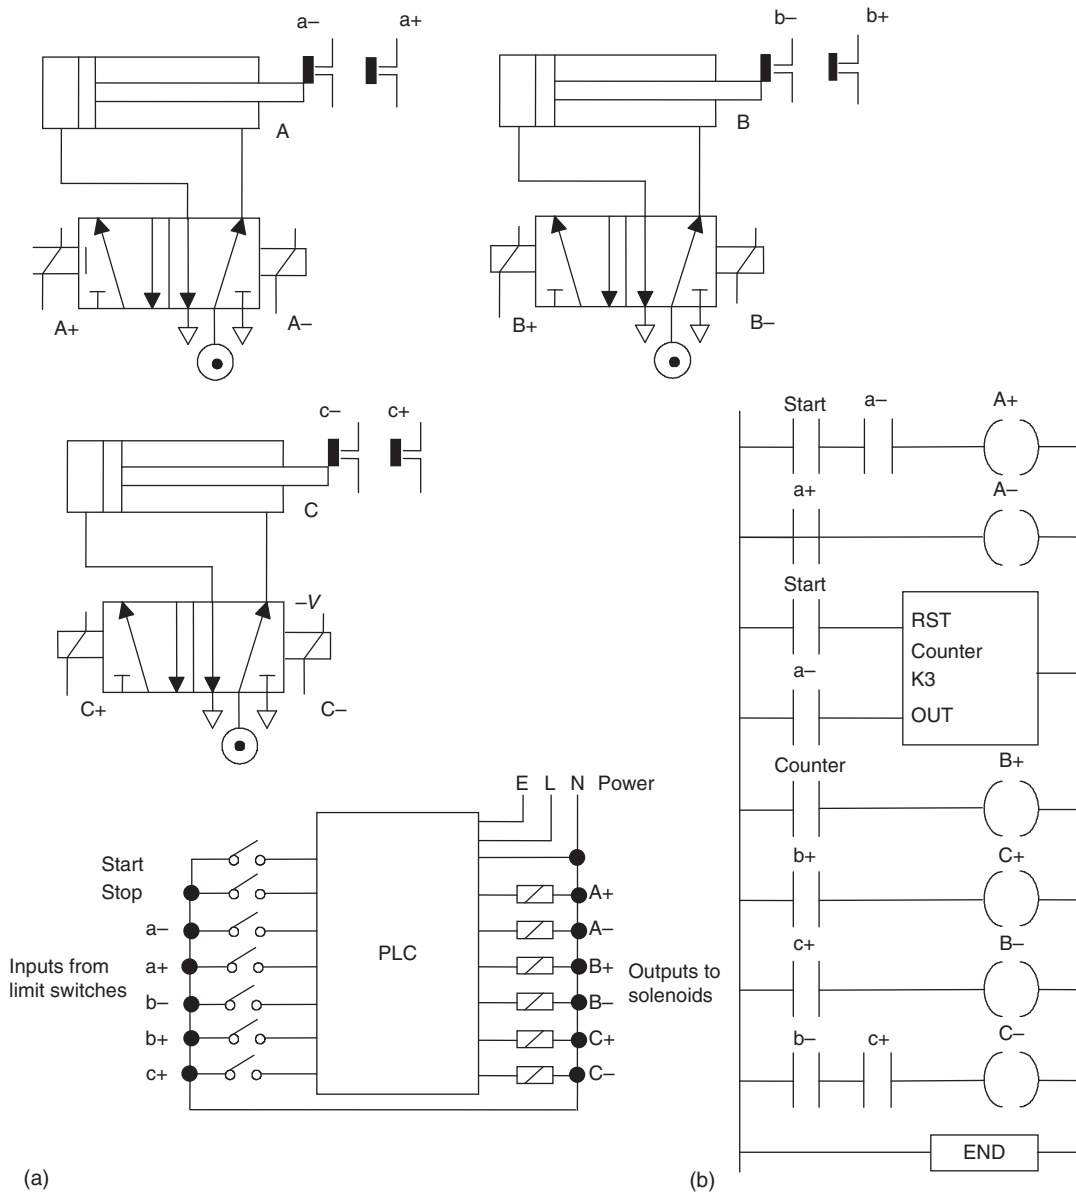 a– a+
A
A+ A–
b– b+
B
B+ B–
c– c+
C
–V
C+ C–
E L N Power
Start
Stop
a–
a+
b–
b+
c+
Inputs from
limit switches
PLC
A+
A–
B+
B–
C+
C–
Outputs to
solenoids
(a)
Start a– A+
a+ A–
Start
RST
Counter
K3
a–
OUT
Counter B+
b+ C+
c+ B–
b– c+ C–
END
(b)